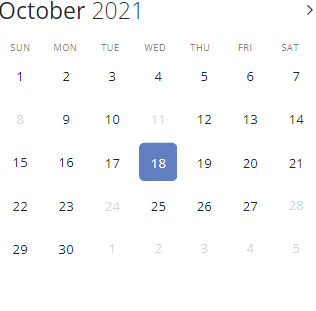 October 2021
SUN MON TUE WED THU FRI SAT
1 2 3 4 5 6 7
8 9 10 11 12 13 14
15 16 17 18 19 20 21
22 23 24 25 26 27 28
29 30 1 2 3 4 5